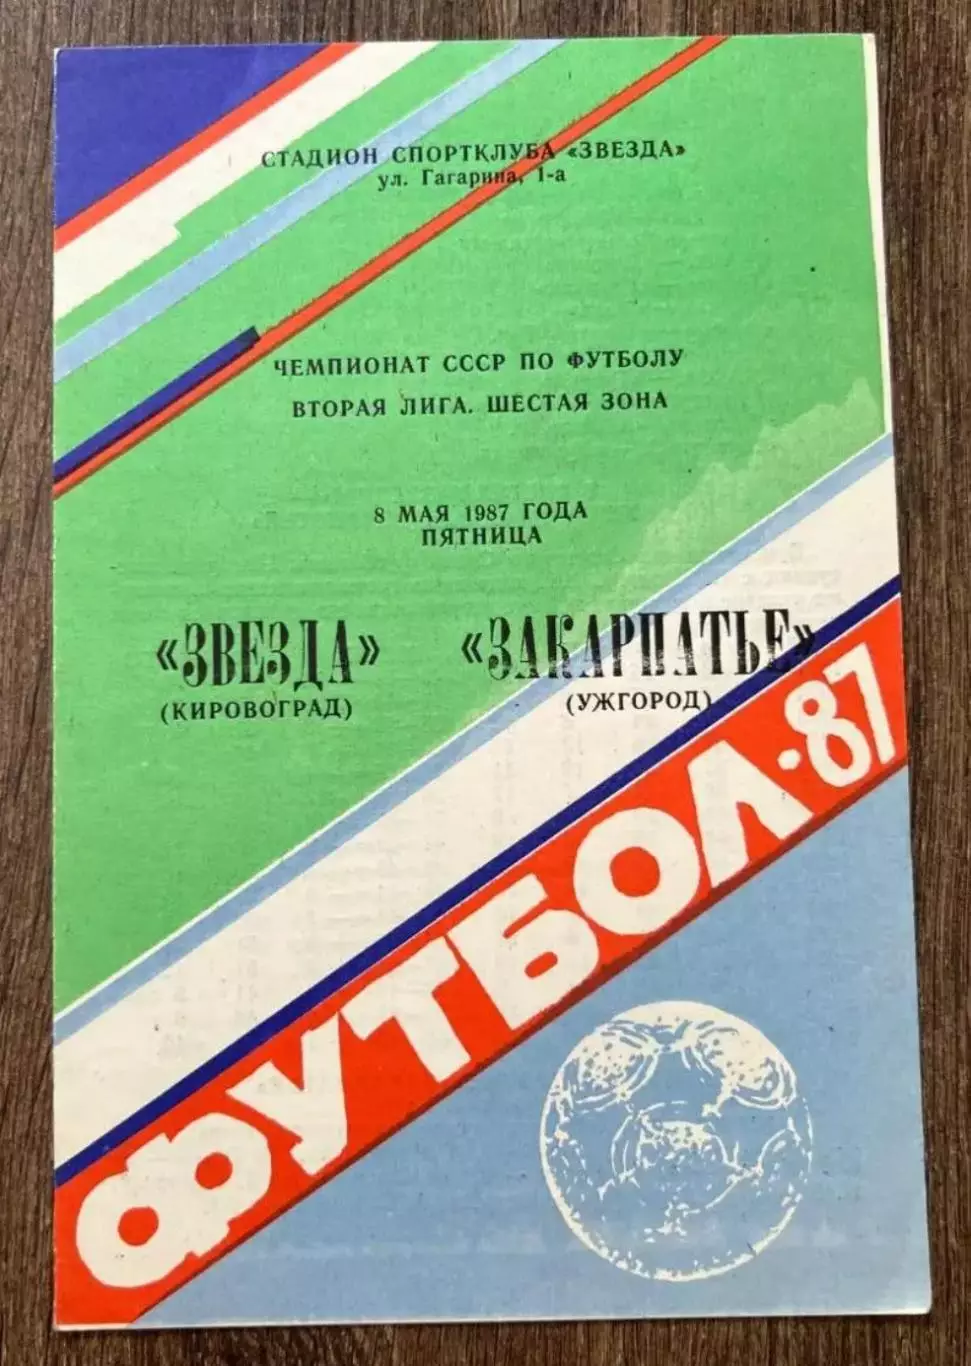 СТАДИОН СПОРТКЛУБА «ЗВЕЗДА»
ул. Гагарина, 1-а
ЧЕМПИОНАТ СССР ПО ФУТБОЛУ
ВТОРАЯ ЛИГА. ШЕСТАЯ ЗОНА
8 МАЯ 1987 ГОДА
ПЯТНИЦА
«ЗВЕЗДА» «ЗАКАРПАТЬЕ»
(КИРОВОГРАД) (УЖГОРОД)
ФУТБОЛ-87